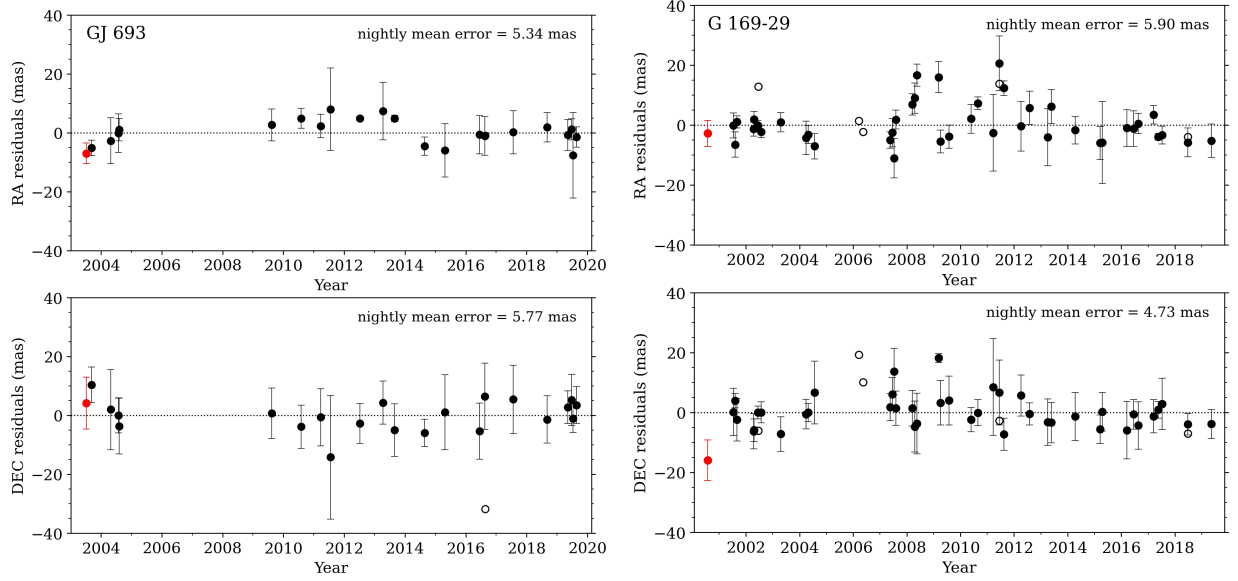 GJ 693
nightly mean error = 5.34 mas
RA residuals (mas)
40
20
0
−20
−40
2004 2006 2008 2010 2012 2014 2016 2018 2020
Year
nightly mean error = 5.77 mas
DEC residuals (mas)
40
20
0
−20
−40
2004 2006 2008 2010 2012 2014 2016 2018 2020
Year
G 169-29
nightly mean error = 5.90 mas
RA residuals (mas)
40
20
0
−20
−40
2002 2004 2006 2008 2010 2012 2014 2016 2018
Year
nightly mean error = 4.73 mas
DEC residuals (mas)
40
20
0
−20
−40
2002 2004 2006 2008 2010 2012 2014 2016 2018
Year